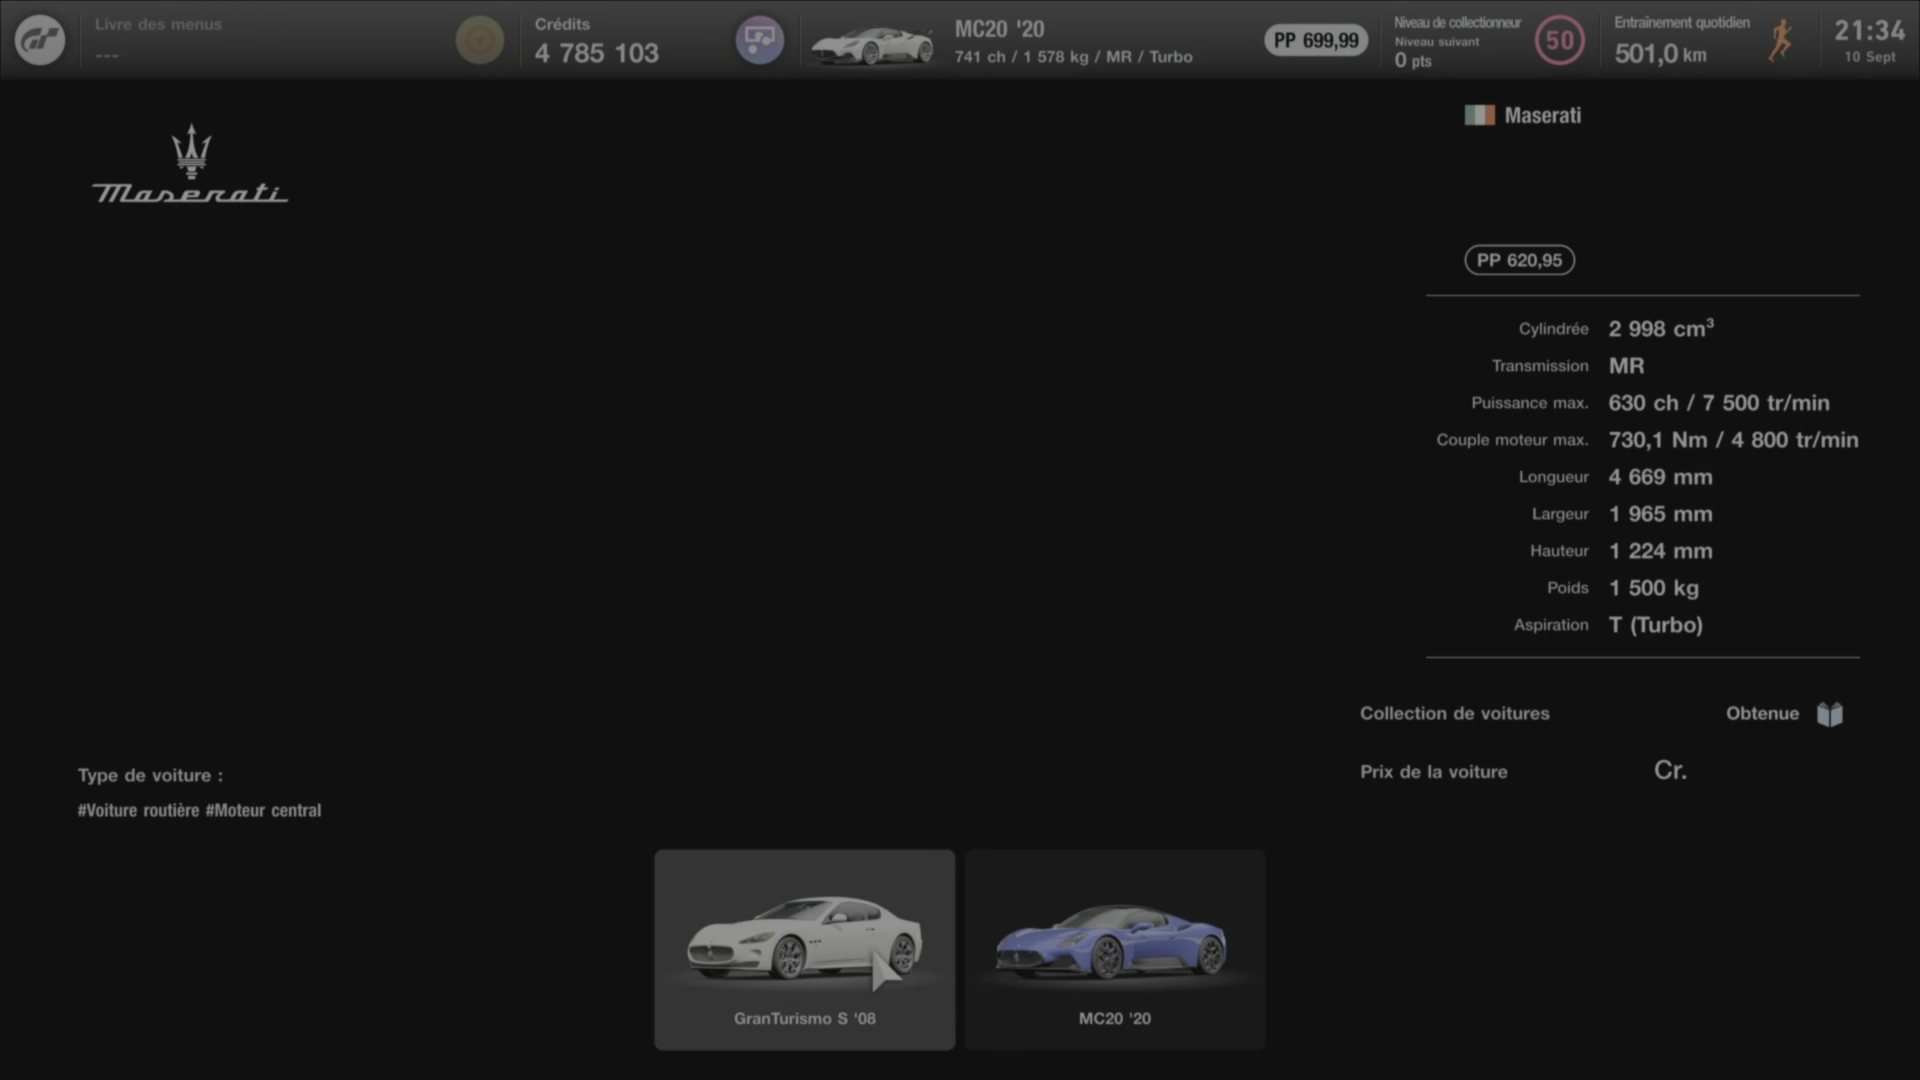 Livre des menus
---
Crédits
4 785 103
MC20 '20
741 ch / 1 578 kg / MR / Turbo
PP 699,99
Niveau de collectionneur
Niveau suivant
0 pts
50
Entraînement quotidien
501,0 km
21:34
10 Sept
Maserati
Maserati
PP 620,95
Cylindrée 2 998 cm³
Transmission MR
Puissance max. 630 ch / 7 500 tr/min
Couple moteur max. 730,1 Nm / 4 800 tr/min
Longueur 4 669 mm
Largeur 1 965 mm
Hauteur 1 224 mm
Poids 1 500 kg
Aspiration T (Turbo)
Collection de voitures Obtenue
Prix de la voiture Cr.
Type de voiture :
#Voiture routière #Moteur central
GranTurismo S '08
MC20 '20